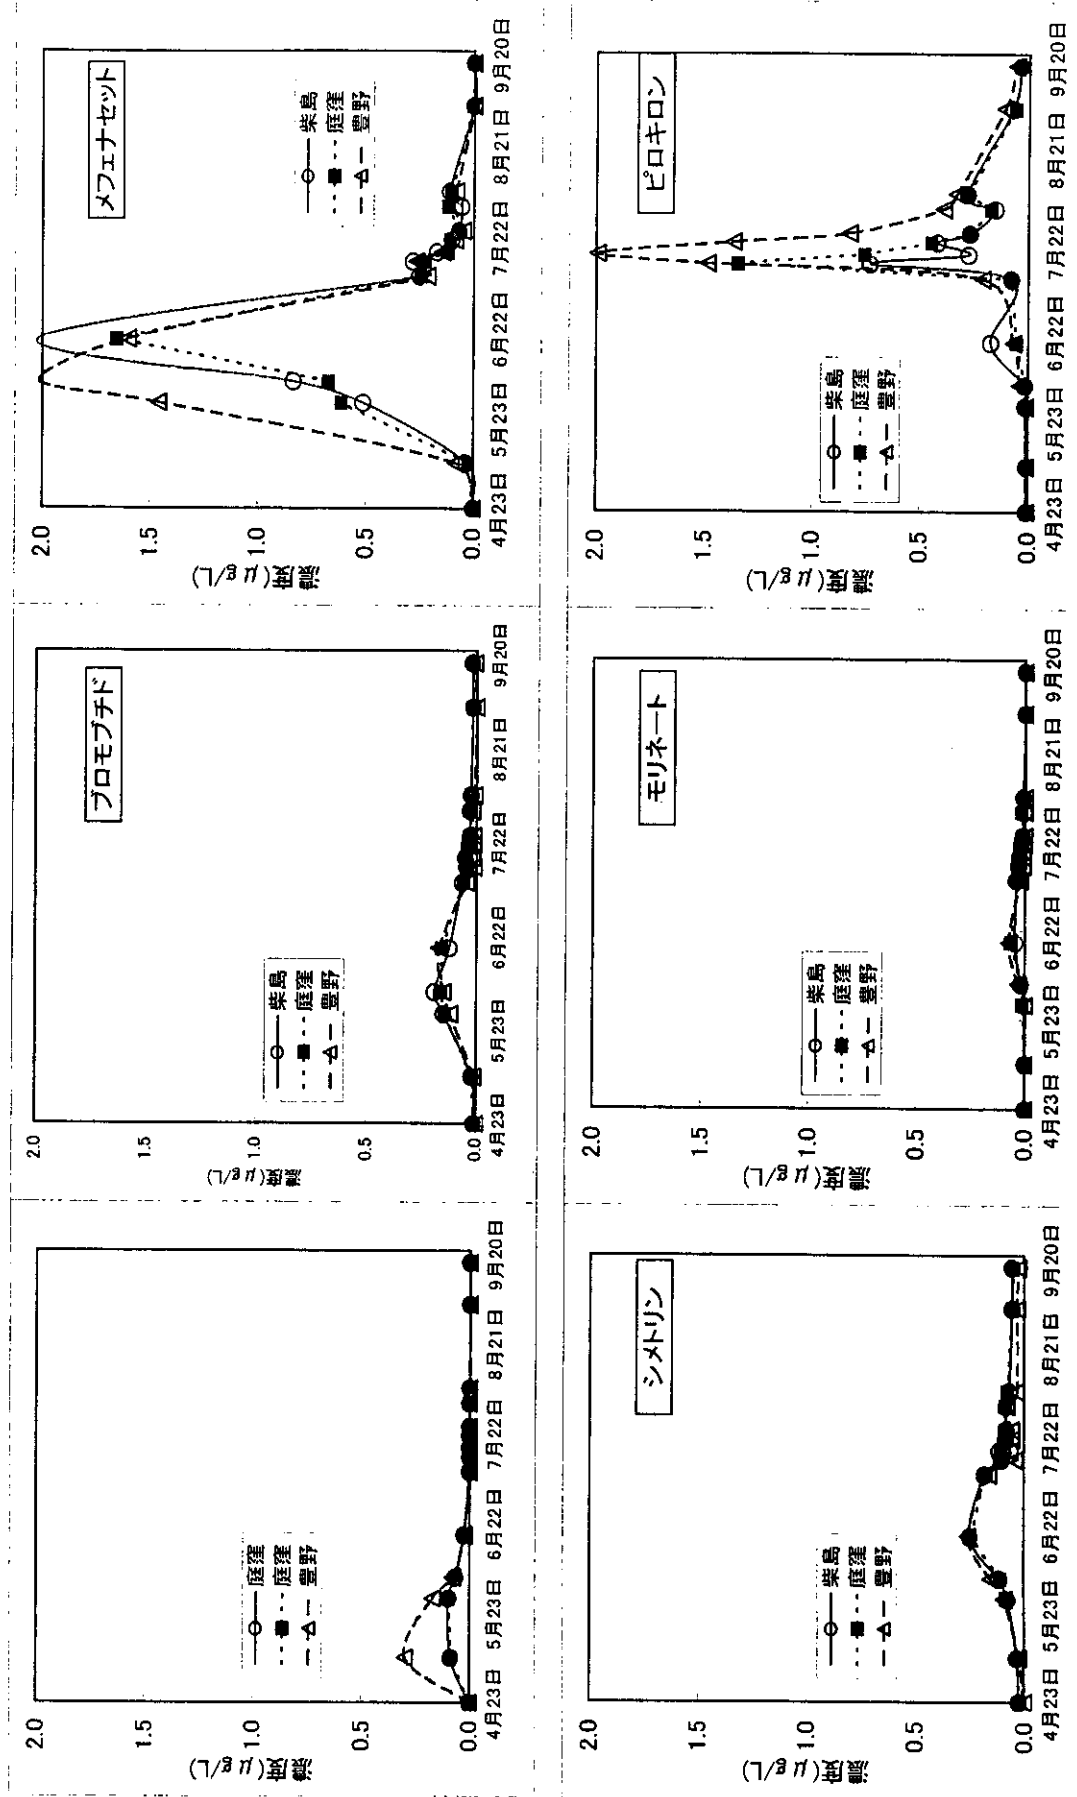 2.0
1.5
1.0
0.5
0.0
濃度(μg/L)
庭窪
庭窪
豊野
4月23日 5月23日 6月22日 7月22日 8月21日 9月20日
ブロモブチド
2.0
1.5
1.0
0.5
0.0
濃度(μg/L)
柴島
庭窪
豊野
4月23日 5月23日 6月22日 7月22日 8月21日 9月20日
メフェナセット
2.0
1.5
1.0
0.5
0.0
濃度(μg/L)
柴島
庭窪
豊野
4月23日 5月23日 6月22日 7月22日 8月21日 9月20日
シメトリン
2.0
1.5
1.0
0.5
0.0
濃度(μg/L)
柴島
庭窪
豊野
4月23日 5月23日 6月22日 7月22日 8月21日 9月20日
モリネート
2.0
1.5
1.0
0.5
0.0
濃度(μg/L)
柴島
庭窪
豊野
4月23日 5月23日 6月22日 7月22日 8月21日 9月20日
ピロキロン
2.0
1.5
1.0
0.5
0.0
濃度(μg/L)
柴島
庭窪
豊野
4月23日 5月23日 6月22日 7月22日 8月21日 9月20日